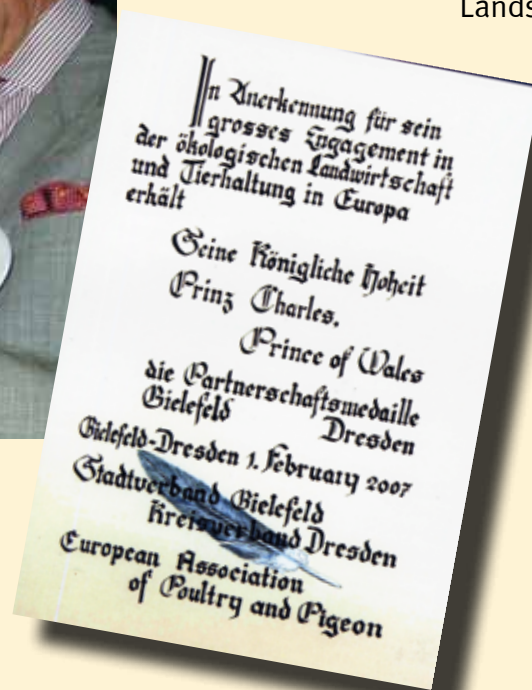 Lands
In Anerkennung für sein
grosses Engagement in
der ökologischen Landwirtschaft
und Tierhaltung in Europa
erhält
Seine Königliche Hoheit
Prinz Charles,
Prince of Wales
die Partnerschaftsmedaille
Bielefeld Dresden
Bielefeld-Dresden 1. February 2007
Stadtverband Bielefeld
Kreisverband Dresden
European Association
of Poultry and Pigeon